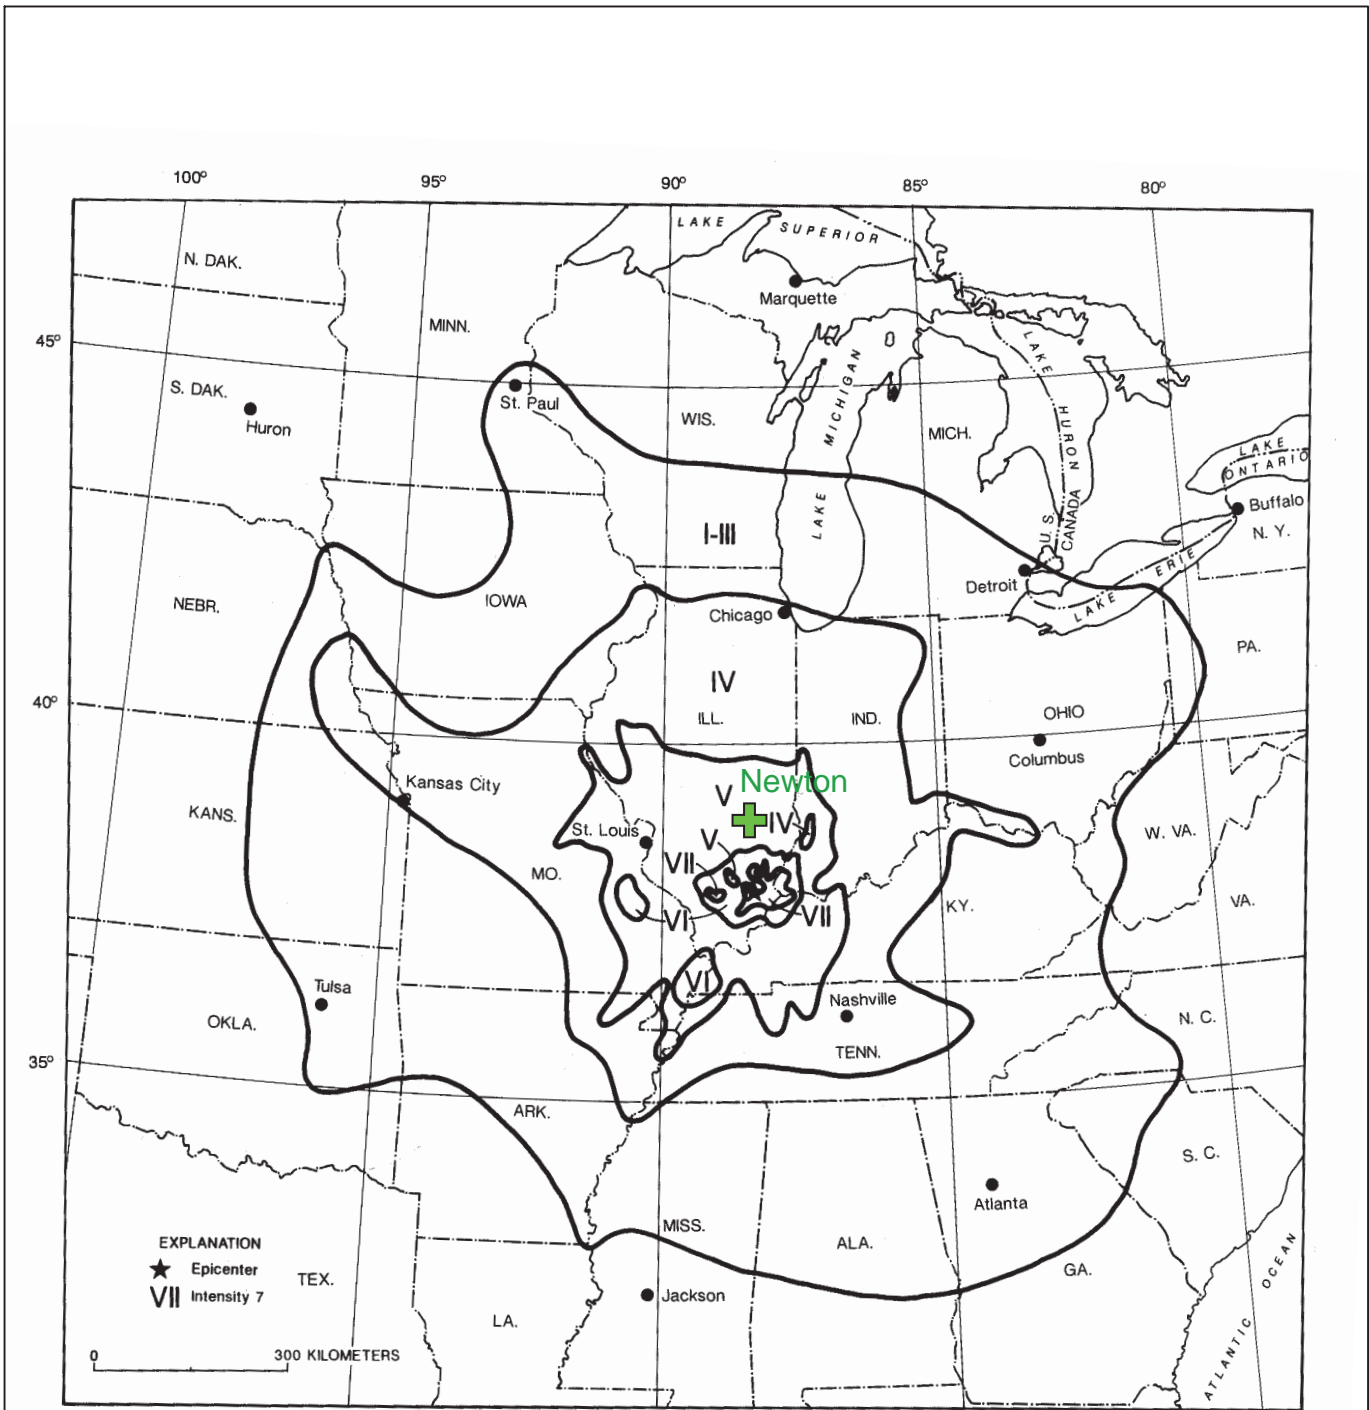 100°
95°
90°
85°
80°
LAKE SUPERIOR
N. DAK.
Marquette
MINN.
45°
LAKE HURON
S. DAK.
St. Paul
WIS.
LAKE MICHIGAN
MICH.
Huron
LAKE ONTARIO
Buffalo
N. Y.
U. S.
CANADA
I-III
LAKE ERIE
Detroit
NEBR.
IOWA
Chicago
PA.
IV
40°
ILL.
IND.
OHIO
Columbus
Newton
Kansas City
V
KANS.
St. Louis
IV
V
W. VA.
VII
MO.
VI
VII
KY.
VA.
VI
Tulsa
Nashville
OKLA.
N. C.
TENN.
35°
ARK.
S. C.
Atlanta
MISS.
ALA.
GA.
EXPLANATION
Epicenter
VII Intensity 7
TEX.
Jackson
LA.
ATLANTIC OCEAN
0 300 KILOMETERS